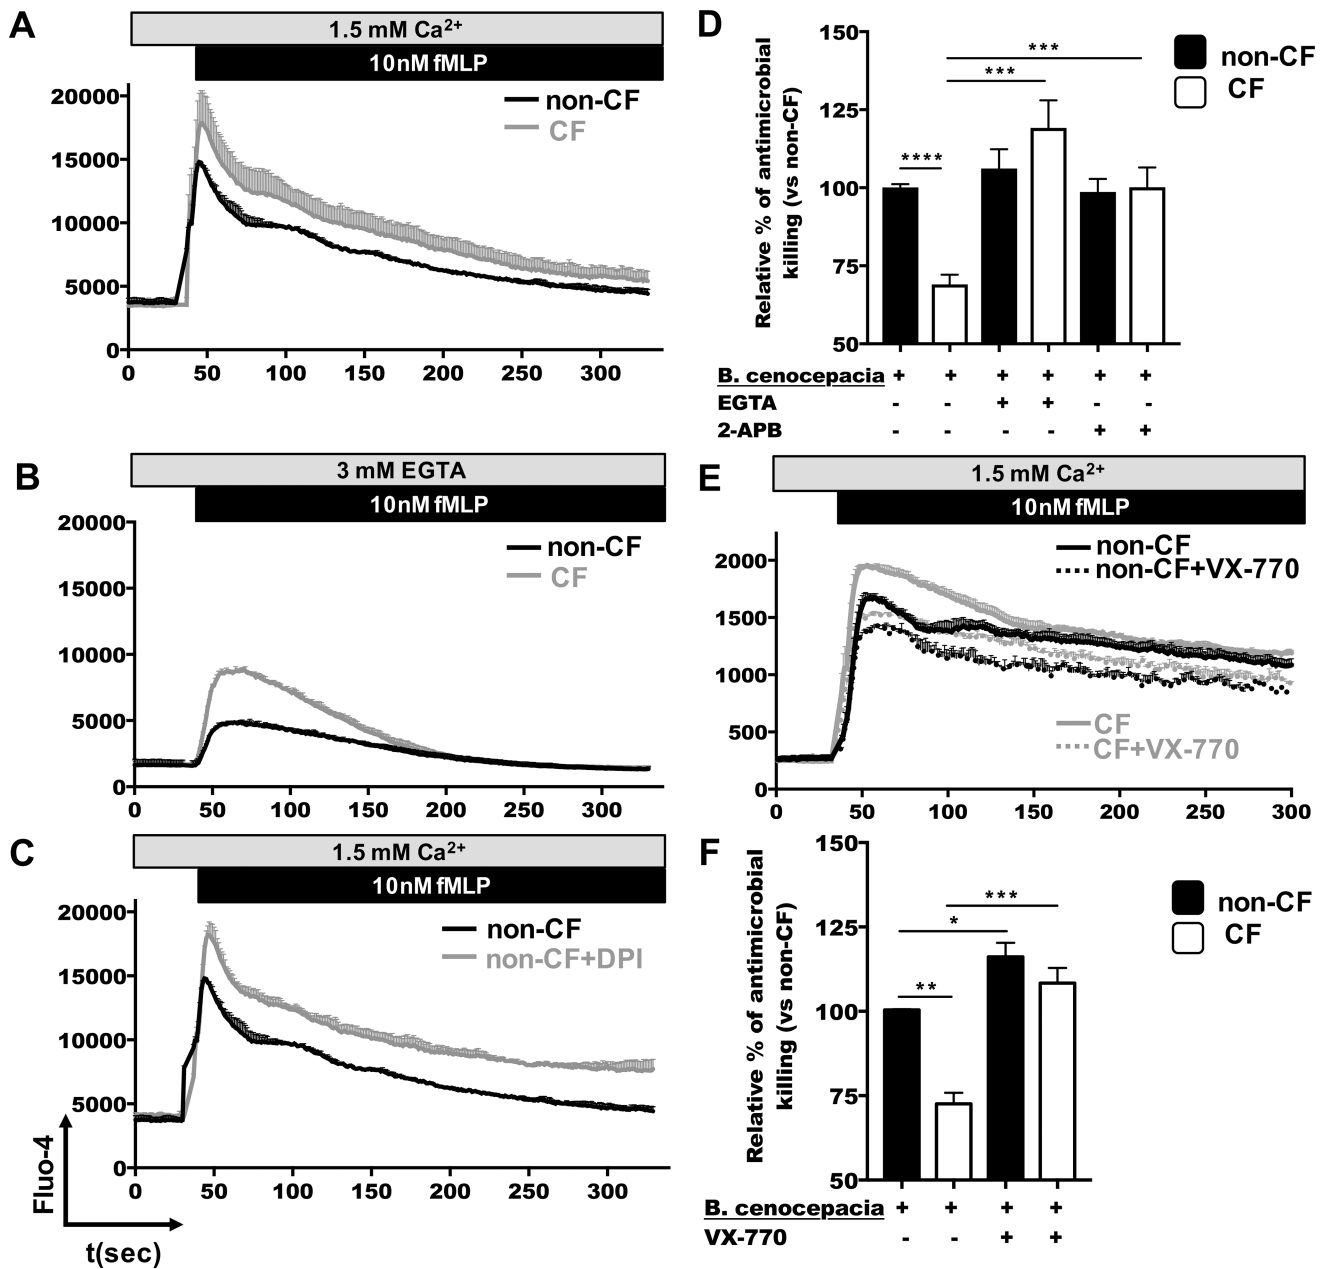 A
1.5 mM Ca²⁺
10nM fMLP
20000
15000
10000
5000
0
non-CF
CF
0 50 100 150 200 250 300
B
3 mM EGTA
10nM fMLP
20000
15000
10000
5000
0
non-CF
CF
0 50 100 150 200 250 300
C
1.5 mM Ca²⁺
10nM fMLP
20000
15000
10000
5000
0
non-CF
non-CF+DPI
0 50 100 150 200 250 300
Fluo-4
t(sec)
D
Relative % of antimicrobial
killing (vs non-CF)
150
125
100
75
50
***
***
****
non-CF
CF
B. cenocepacia + + + + + +
EGTA - - + + - -
2-APB - - - - + +
E
1.5 mM Ca²⁺
10nM fMLP
2000
1500
1000
500
0
non-CF
non-CF+VX-770
CF
CF+VX-770
0 50 100 150 200 250 300
F
Relative % of antimicrobial
killing (vs non-CF)
150
125
100
75
50
***
*
**
non-CF
CF
B. cenocepacia + + + +
VX-770 - - + +